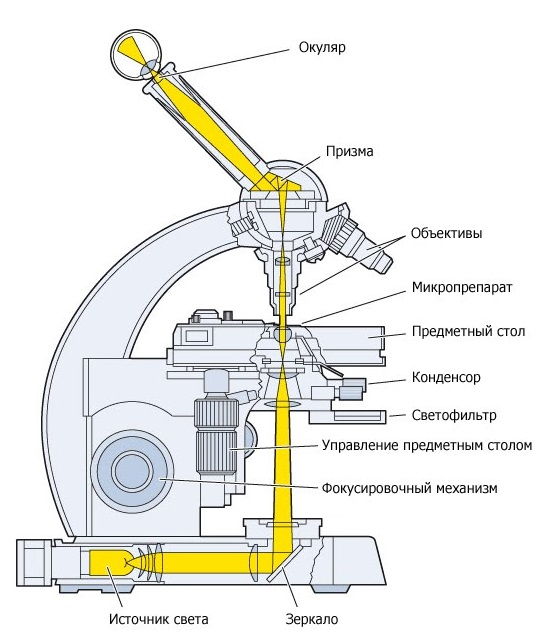 Окуляр
Призма
Объективы
Микропрепарат
Предметный стол
Конденсор
Светофильтр
Управление предметным столом
Фокусировочный механизм
Источник света
Зеркало